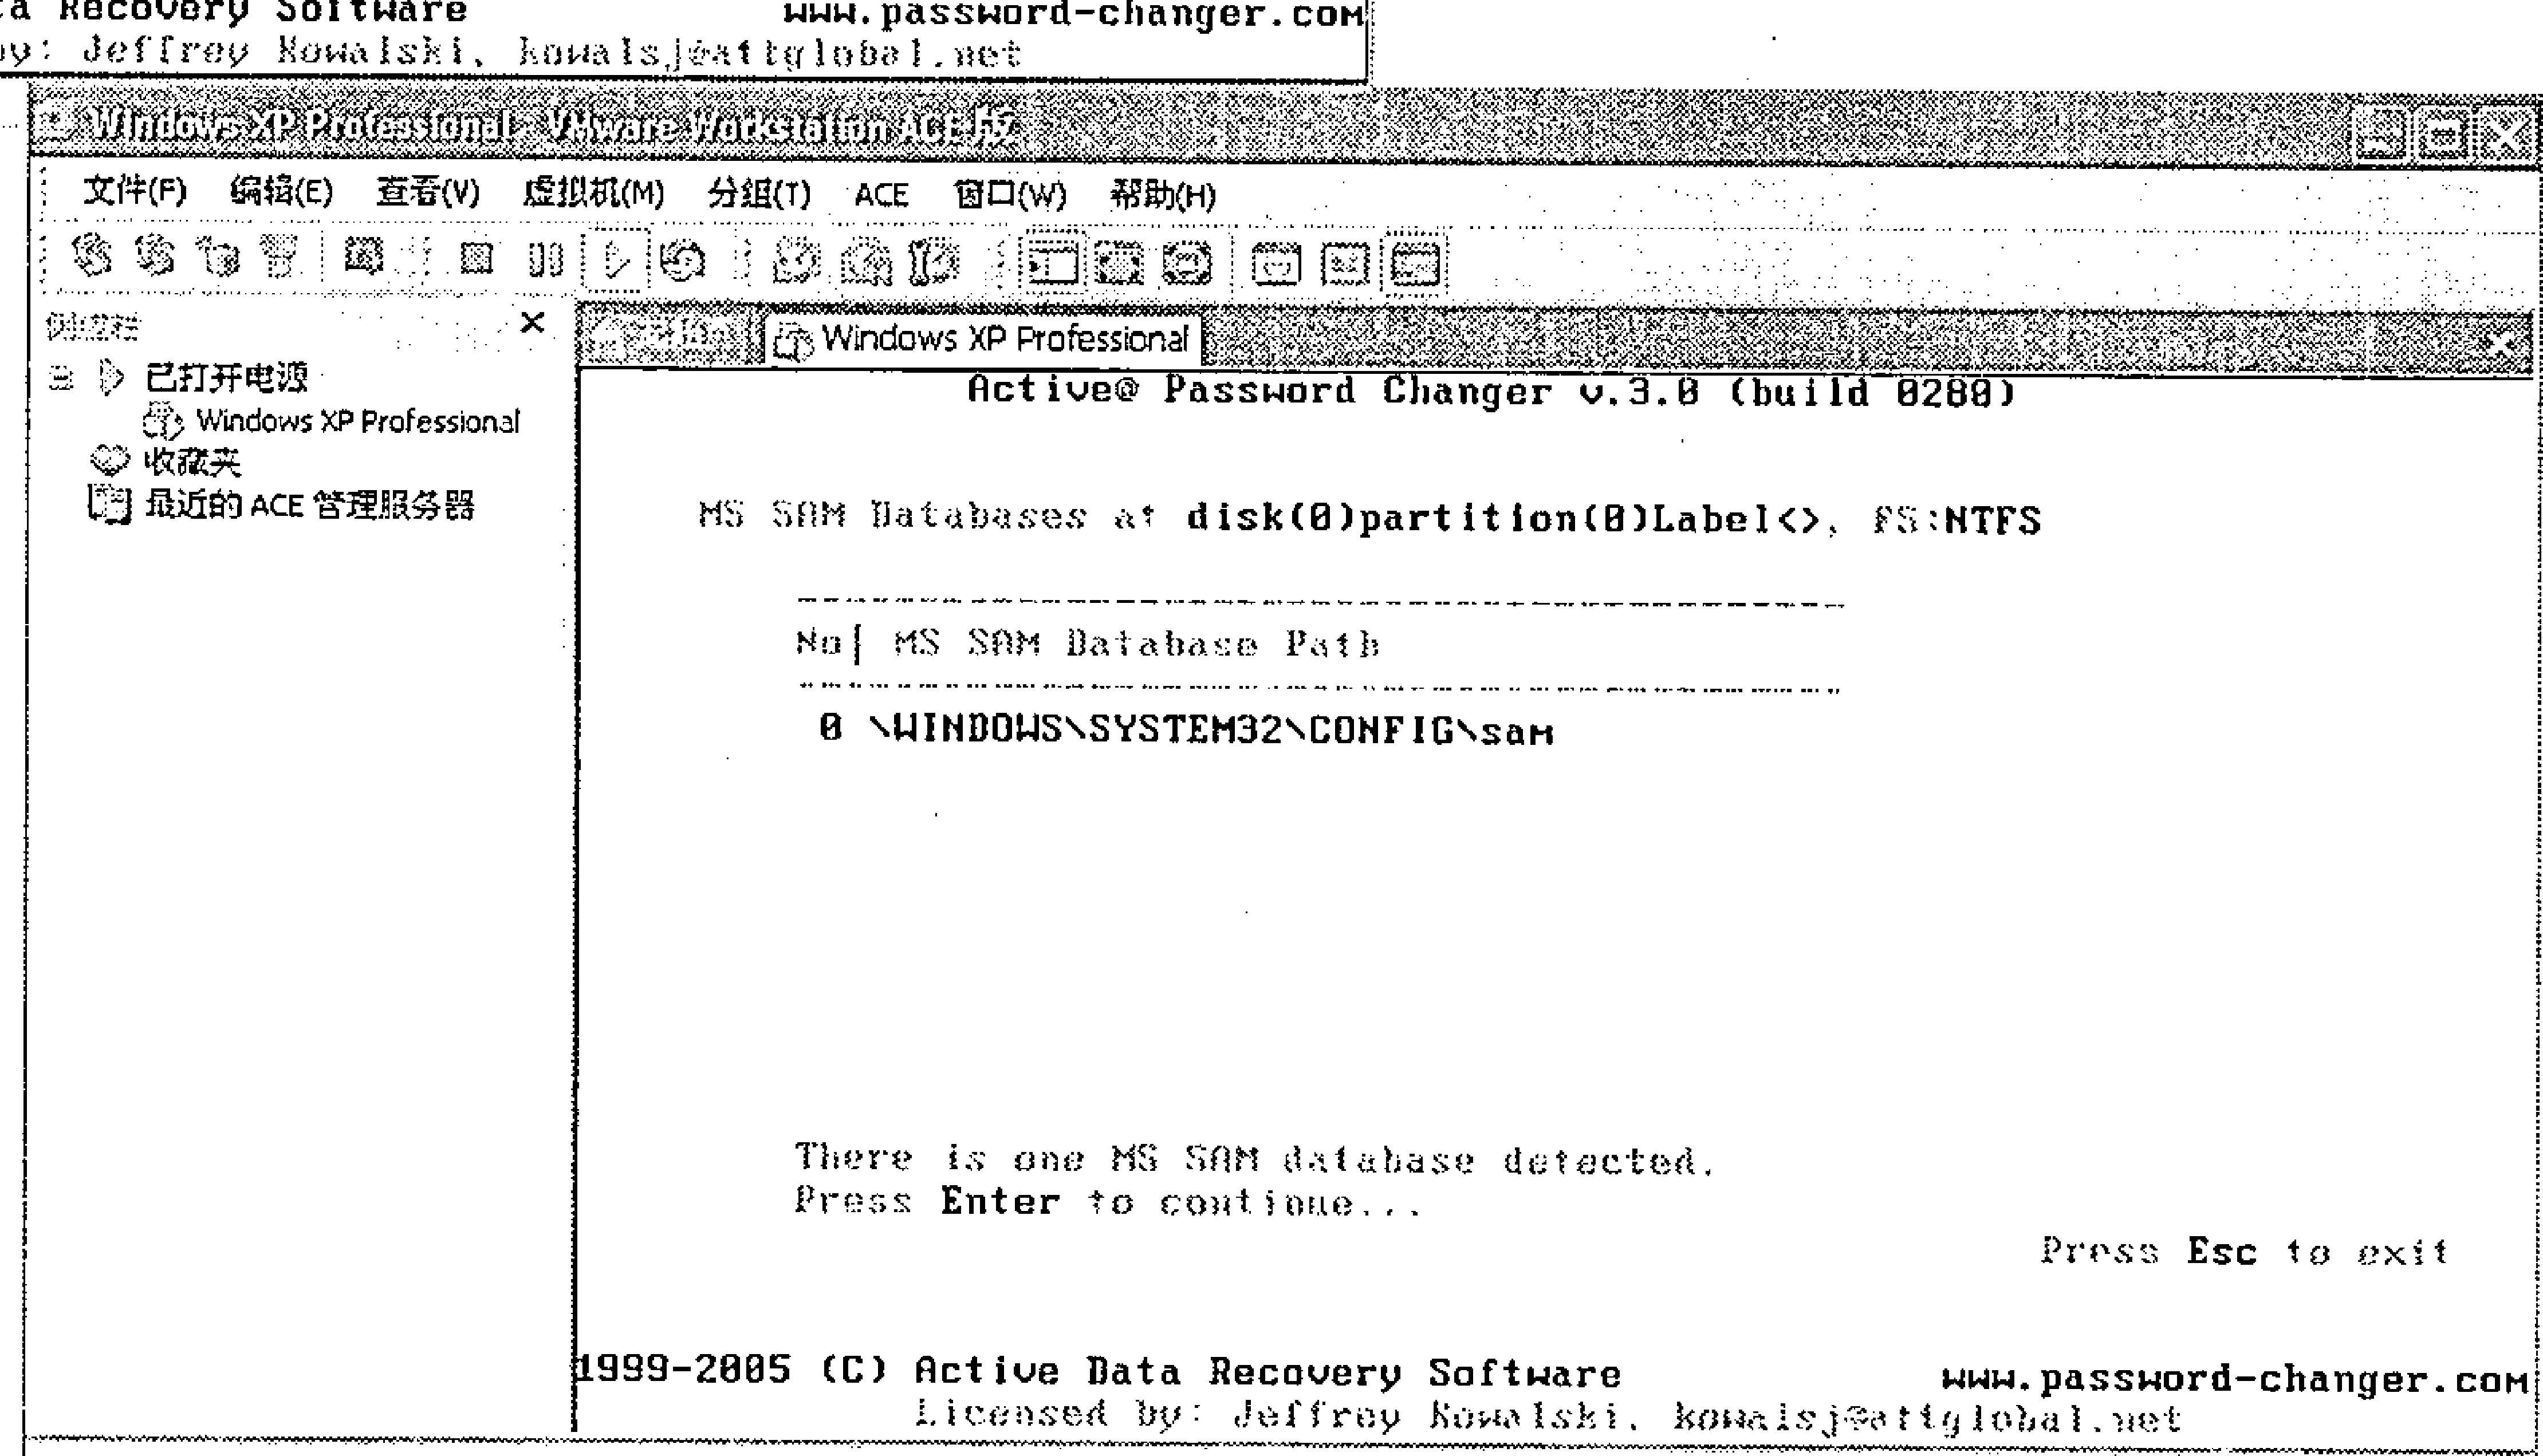 ta Recovery Software www.password-changer.com
by: Jeffrey Kowalski, kowalsj@attglobal.net
Windows XP Professional - VMware Workstation ACE 版
文件(F) 编辑(E) 查看(V) 虚拟机(M) 分组(T) ACE 窗口(W) 帮助(H)
侧边栏
Windows XP Professional
已打开电源
Windows XP Professional
收藏夹
最近的 ACE 管理服务器
Active@ Password Changer v.3.0 (build 0280)
MS SAM Databases at disk(0)partition(0)Label<>, FS:NTFS
No| MS SAM Database Path
0 \WINDOWS\SYSTEM32\CONFIG\sam
There is one MS SAM database detected.
Press Enter to continue...
Press Esc to exit
1999-2005 (C) Active Data Recovery Software www.password-changer.com
Licensed by: Jeffrey Kowalski, kowalsj@attglobal.net